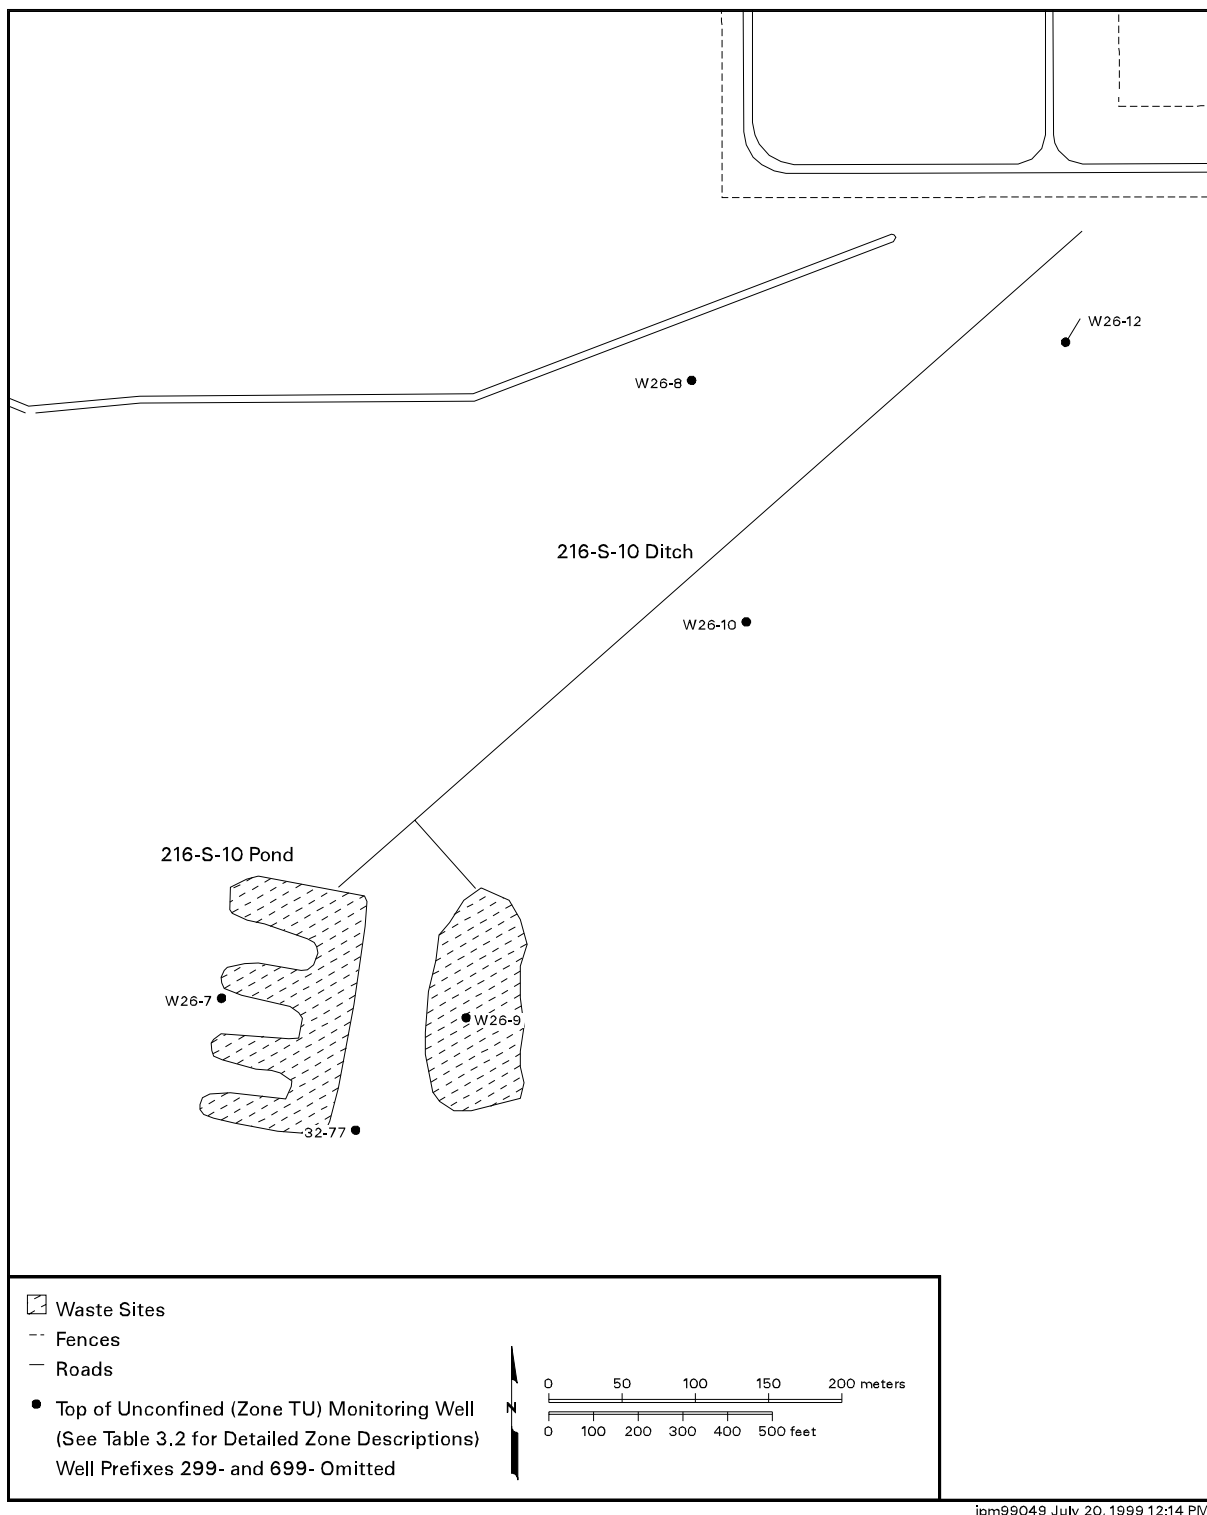 W26-12
W26-8
216-S-10 Ditch
W26-10
216-S-10 Pond
W26-7
W26-9
32-77
Waste Sites
Fences
Roads
Top of Unconfined (Zone TU) Monitoring Well
(See Table 3.2 for Detailed Zone Descriptions)
Well Prefixes 299- and 699- Omitted
N
0 50 100 150 200 meters
0 100 200 300 400 500 feet
jpm99049 July 20, 1999 12:14 PM